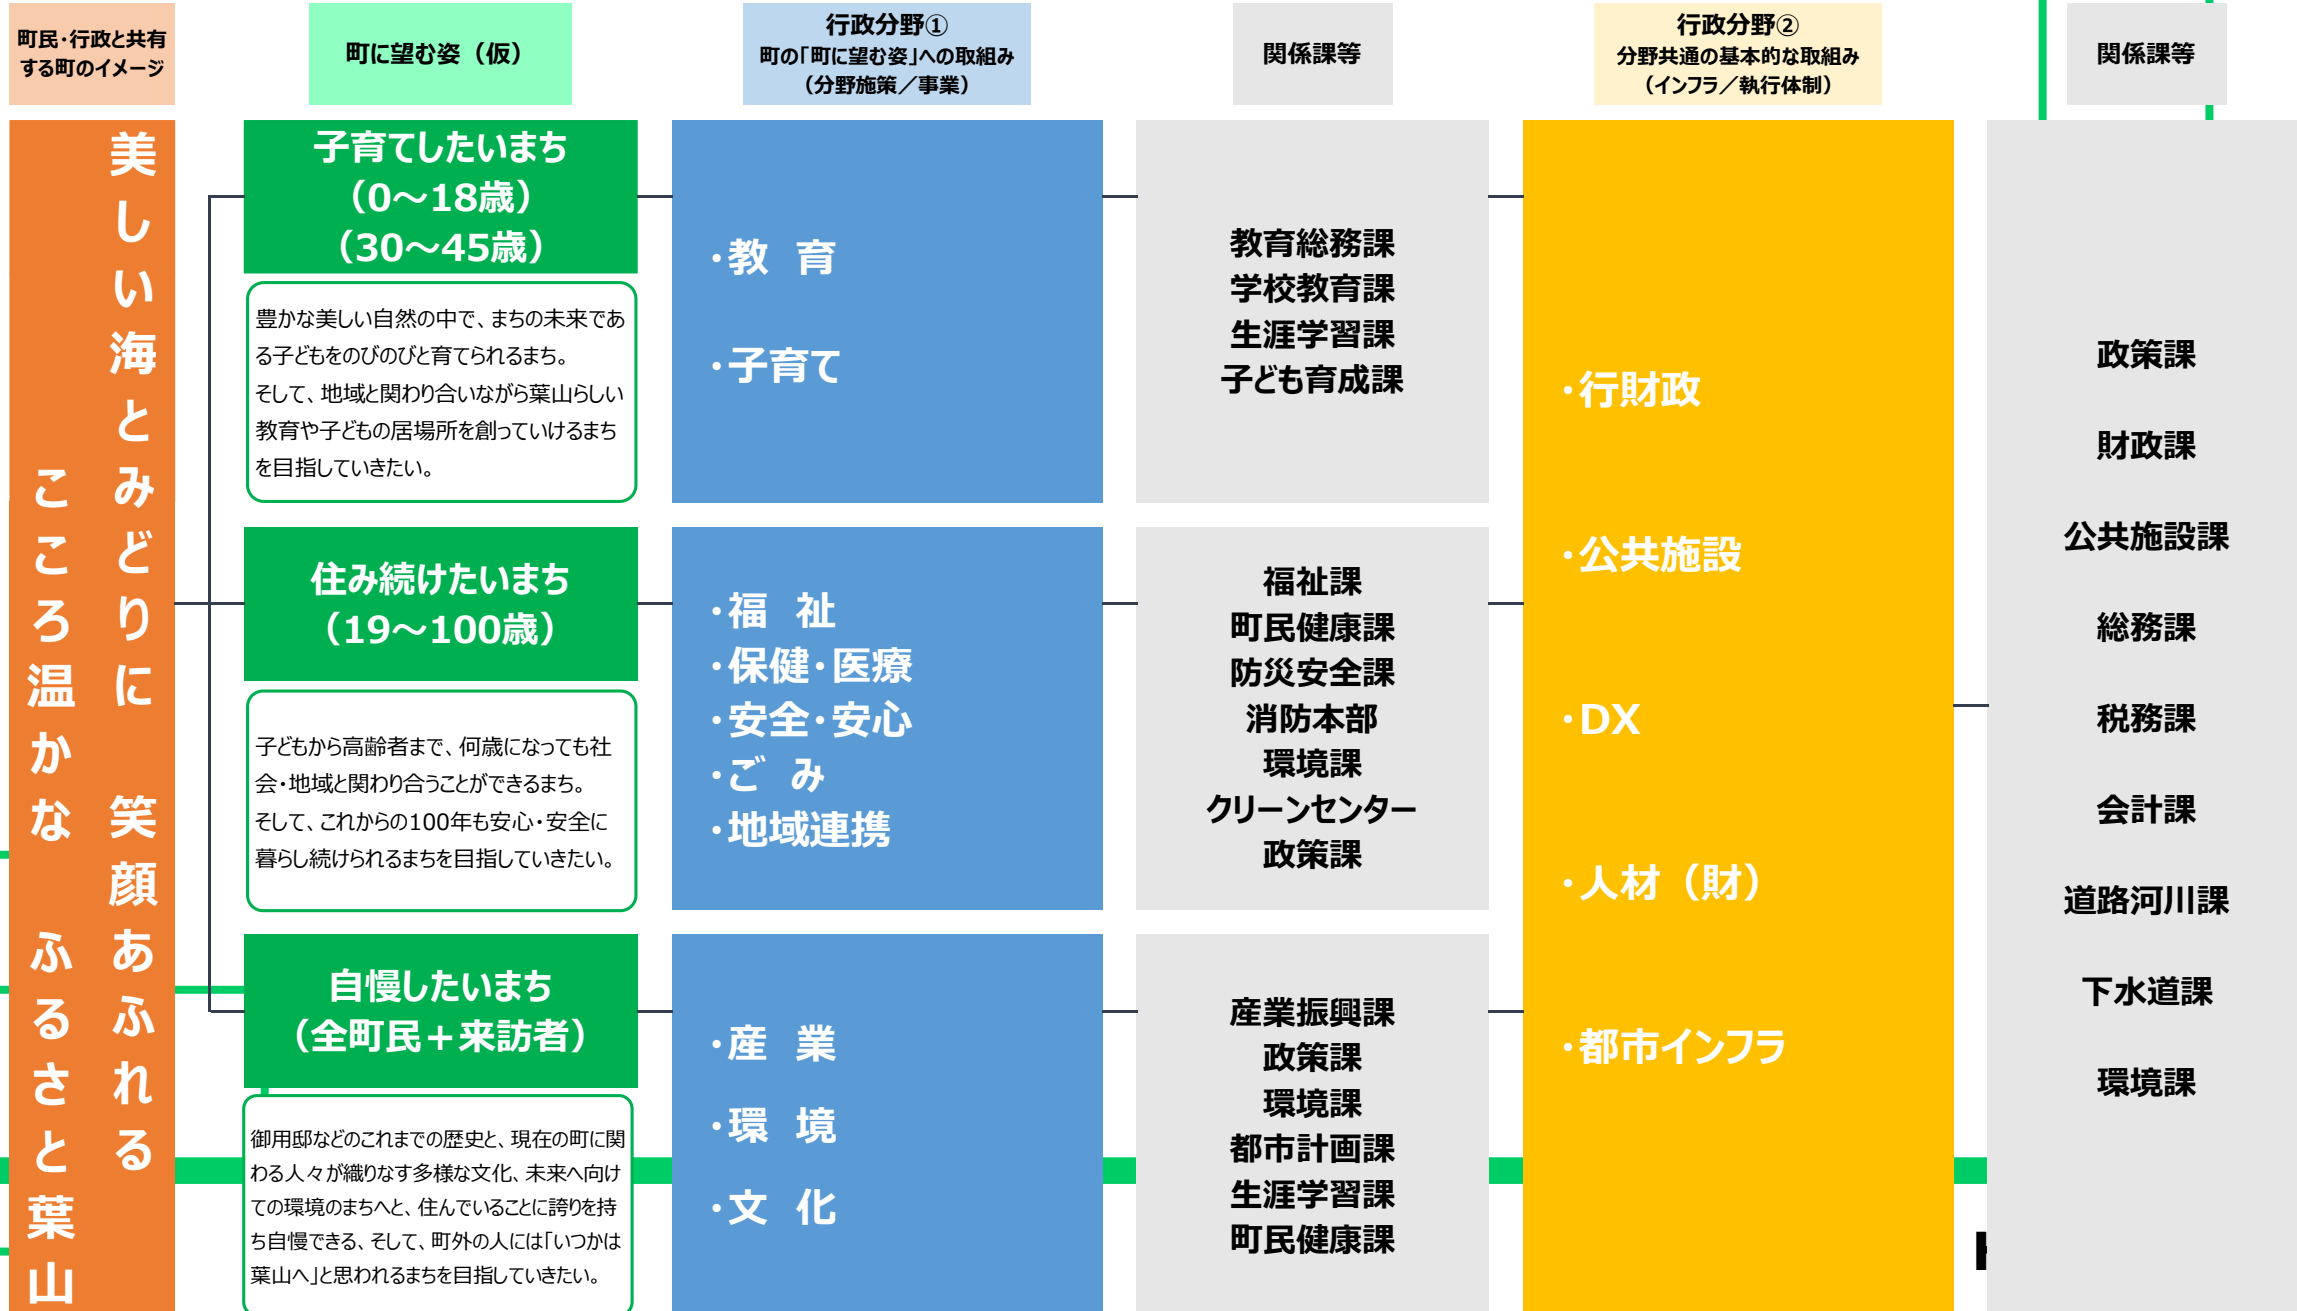 町民・行政と共有
する町のイメージ
町に望む姿（仮）
行政分野①
町の「町に望む姿」への取組み
（分野施策／事業）
関係課等
行政分野②
分野共通の基本的な取組み
（インフラ／執行体制）
関係課等
美しい海とみどりに　笑顔あふれる
こころ温かな　ふるさと葉山
子育てしたいまち
（0～18歳）
（30～45歳）
豊かな美しい自然の中で、まちの未来であ
る子どもをのびのびと育てられるまち。
そして、地域と関わり合いながら葉山らしい
教育や子どもの居場所を創っていけるまち
を目指していきたい。
・教　育
・子育て
教育総務課
学校教育課
生涯学習課
子ども育成課
住み続けたいまち
（19～100歳）
子どもから高齢者まで、何歳になっても社
会・地域と関わり合うことができるまち。
そして、これからの100年も安心・安全に
暮らし続けられるまちを目指していきたい。
・福　祉
・保健・医療
・安全・安心
・ご　み
・地域連携
福祉課
町民健康課
防災安全課
消防本部
環境課
クリーンセンター
政策課
自慢したいまち
（全町民＋来訪者）
御用邸などのこれまでの歴史と、現在の町に関
わる人々が織りなす多様な文化、未来へ向け
ての環境のまちへと、住んでいることに誇りを持
ち自慢できる、そして、町外の人には「いつかは
葉山へ」と思われるまちを目指していきたい。
・産　業
・環　境
・文　化
産業振興課
政策課
環境課
都市計画課
生涯学習課
町民健康課
・行財政
・公共施設
・DX
・人材（財）
・都市インフラ
政策課
財政課
公共施設課
総務課
税務課
会計課
道路河川課
下水道課
環境課